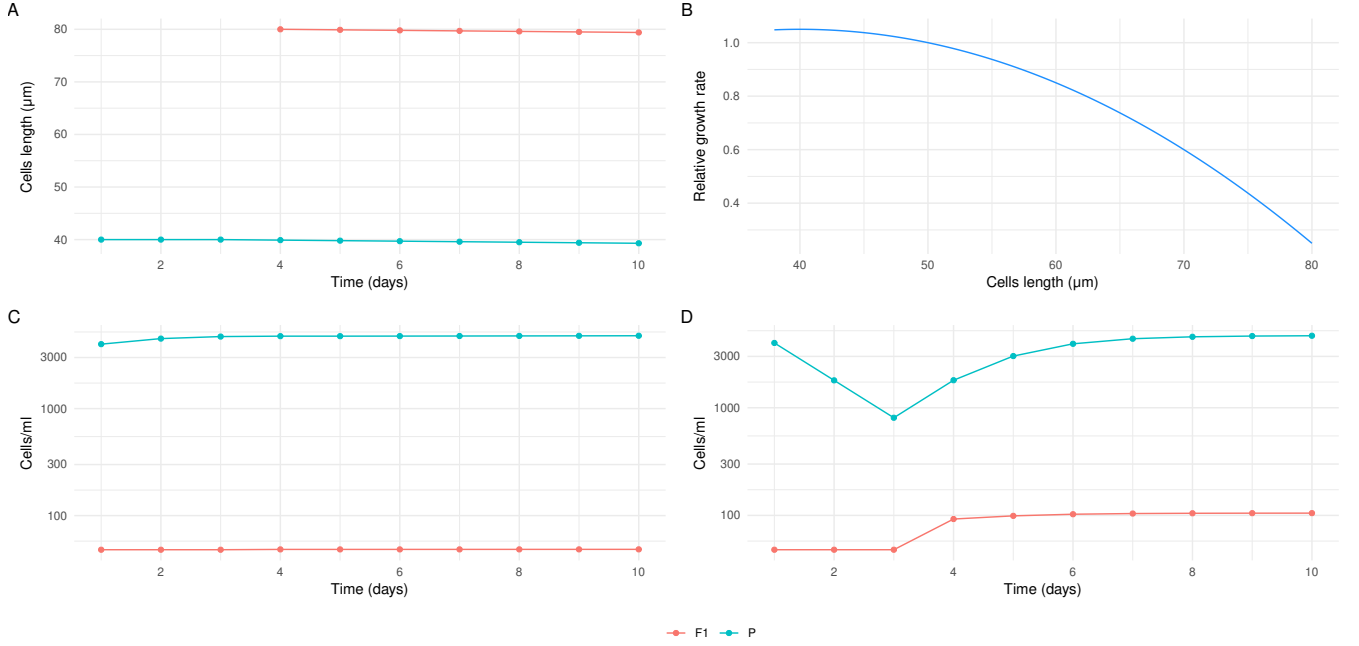 A
Cells length (µm)
80
70
60
50
40
2
4
6
8
10
Time (days)
B
Relative growth rate
1.0
0.8
0.6
0.4
40
50
60
70
80
Cells length (µm)
C
Cells/ml
3000
1000
300
100
2
4
6
8
10
Time (days)
D
Cells/ml
3000
1000
300
100
2
4
6
8
10
Time (days)
F1 P